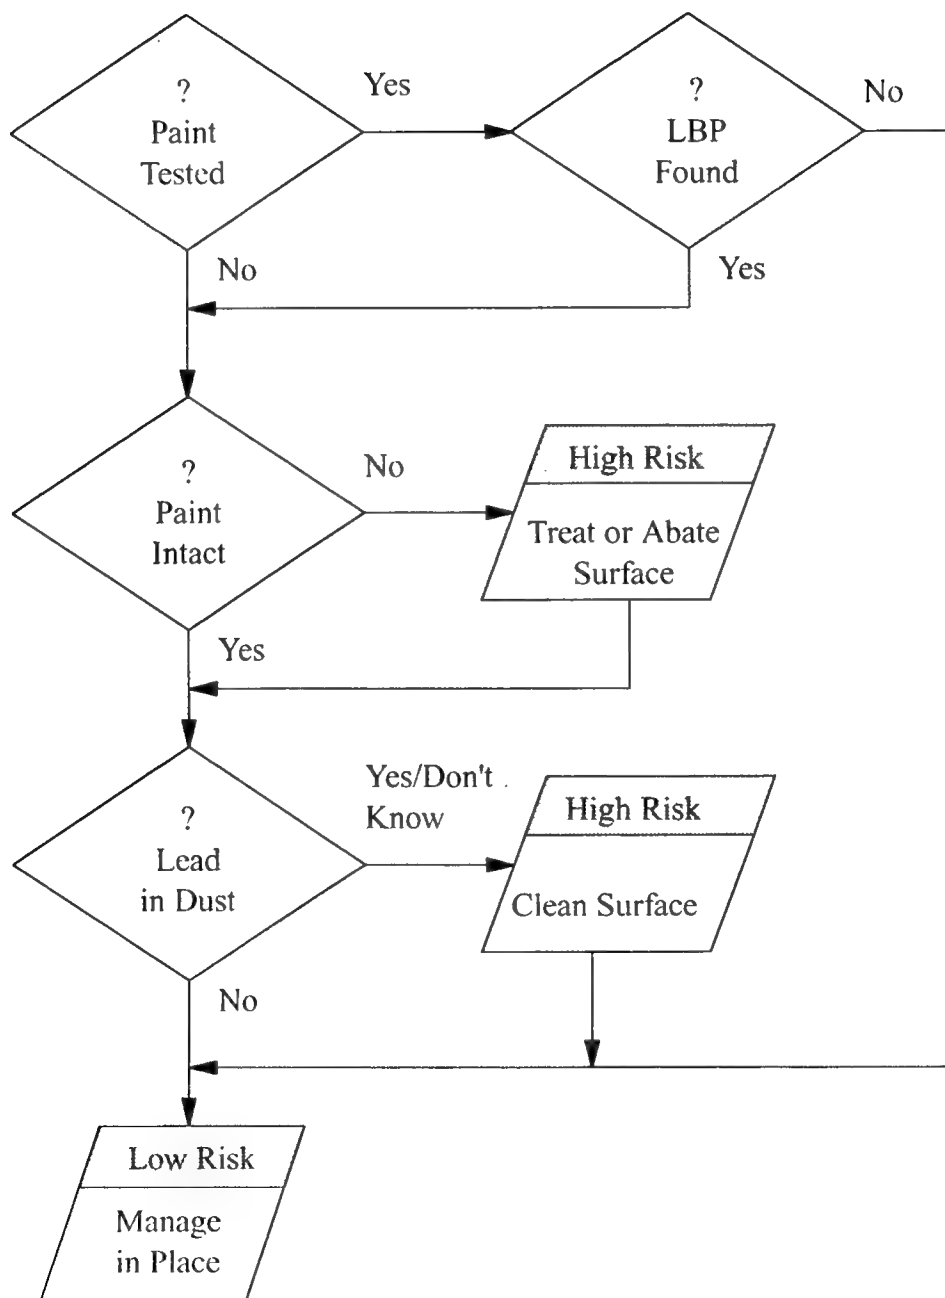 ?
Paint
Tested
Yes
?
LBP
Found
No
No
Yes
?
Paint
Intact
No
High Risk
Treat or Abate
Surface
Yes
?
Lead
in Dust
Yes/Don't
Know
High Risk
Clean Surface
No
Low Risk
Manage
in Place